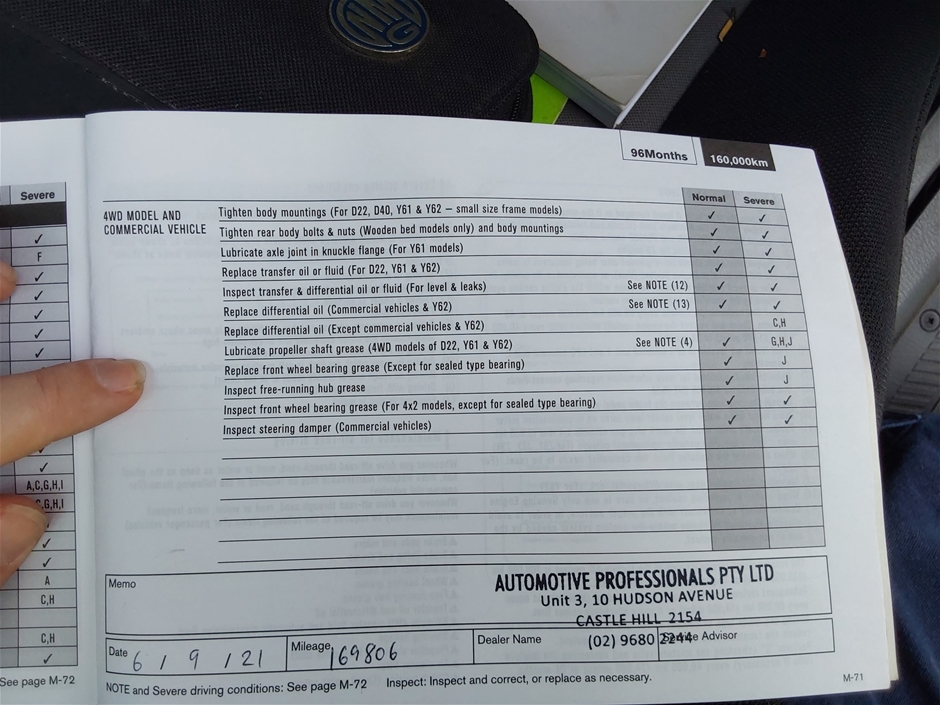 NMG
96Months 160,000km
Severe
F
A,C,G,H,I
C,G,H,I
A
C,H
C,H
See page M-72
Normal Severe
4WD MODEL AND
COMMERCIAL VEHICLE
Tighten body mountings (For D22, D40, Y61 & Y62 – small size frame models) ✓ ✓
Tighten rear body bolts & nuts (Wooden bed models only) and body mountings ✓ ✓
Lubricate axle joint in knuckle flange (For Y61 models) ✓ ✓
Replace transfer oil or fluid (For D22, Y61 & Y62) ✓ ✓
Inspect transfer & differential oil or fluid (For level & leaks) See NOTE (12) ✓ ✓
Replace differential oil (Commercial vehicles & Y62) See NOTE (13) ✓ ✓
Replace differential oil (Except commercial vehicles & Y62) C,H
Lubricate propeller shaft grease (4WD models of D22, Y61 & Y62) See NOTE (4) ✓ G,H,J
Replace front wheel bearing grease (Except for sealed type bearing) ✓ J
Inspect free-running hub grease ✓ J
Inspect front wheel bearing grease (For 4x2 models, except for sealed type bearing) ✓ ✓
Inspect steering damper (Commercial vehicles) ✓ ✓
Memo
AUTOMOTIVE PROFESSIONALS PTY LTD
Unit 3, 10 HUDSON AVENUE
CASTLE HILL 2154
(02) 9680 2244
Date 6 / 9 / 21 Mileage 169806 Dealer Name Service Advisor
NOTE and Severe driving conditions: See page M-72 Inspect: Inspect and correct, or replace as necessary.
M-71